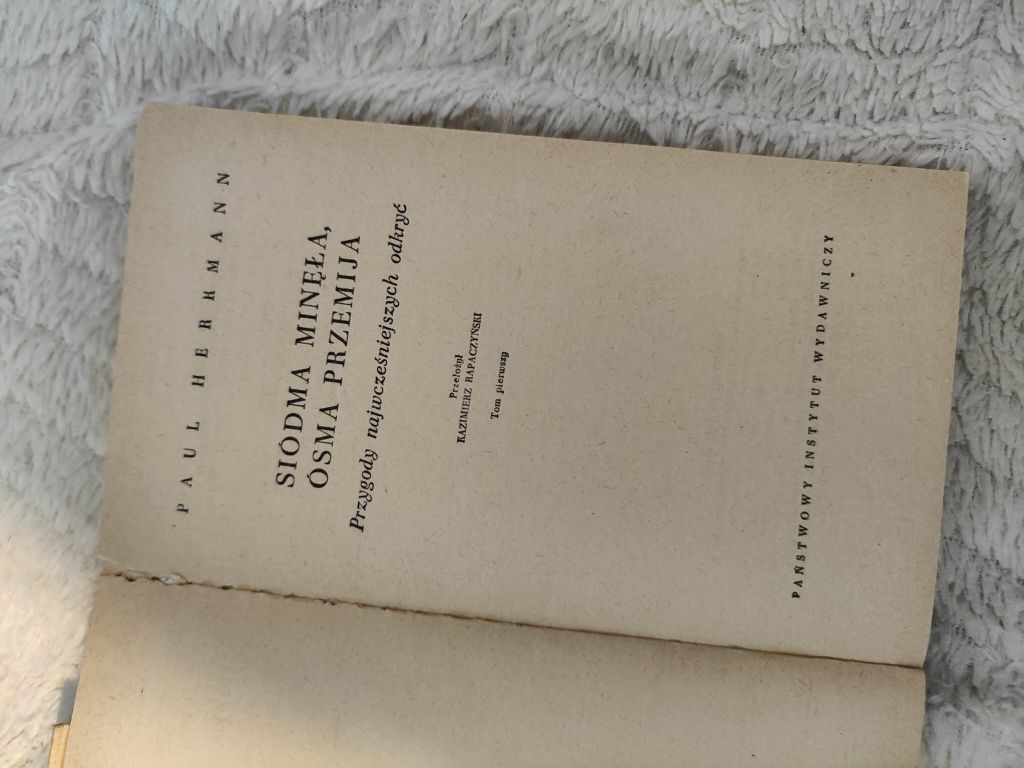 PAUL HERRMANN
SIÓDMA MINĘŁA,
ÓSMA PRZEMIJA
Przygody najwcześniejszych odkryć
Przełożył
KAZIMIERZ RAPACZYŃSKI
Tom pierwszy
PAŃSTWOWY INSTYTUT WYDAWNICZY